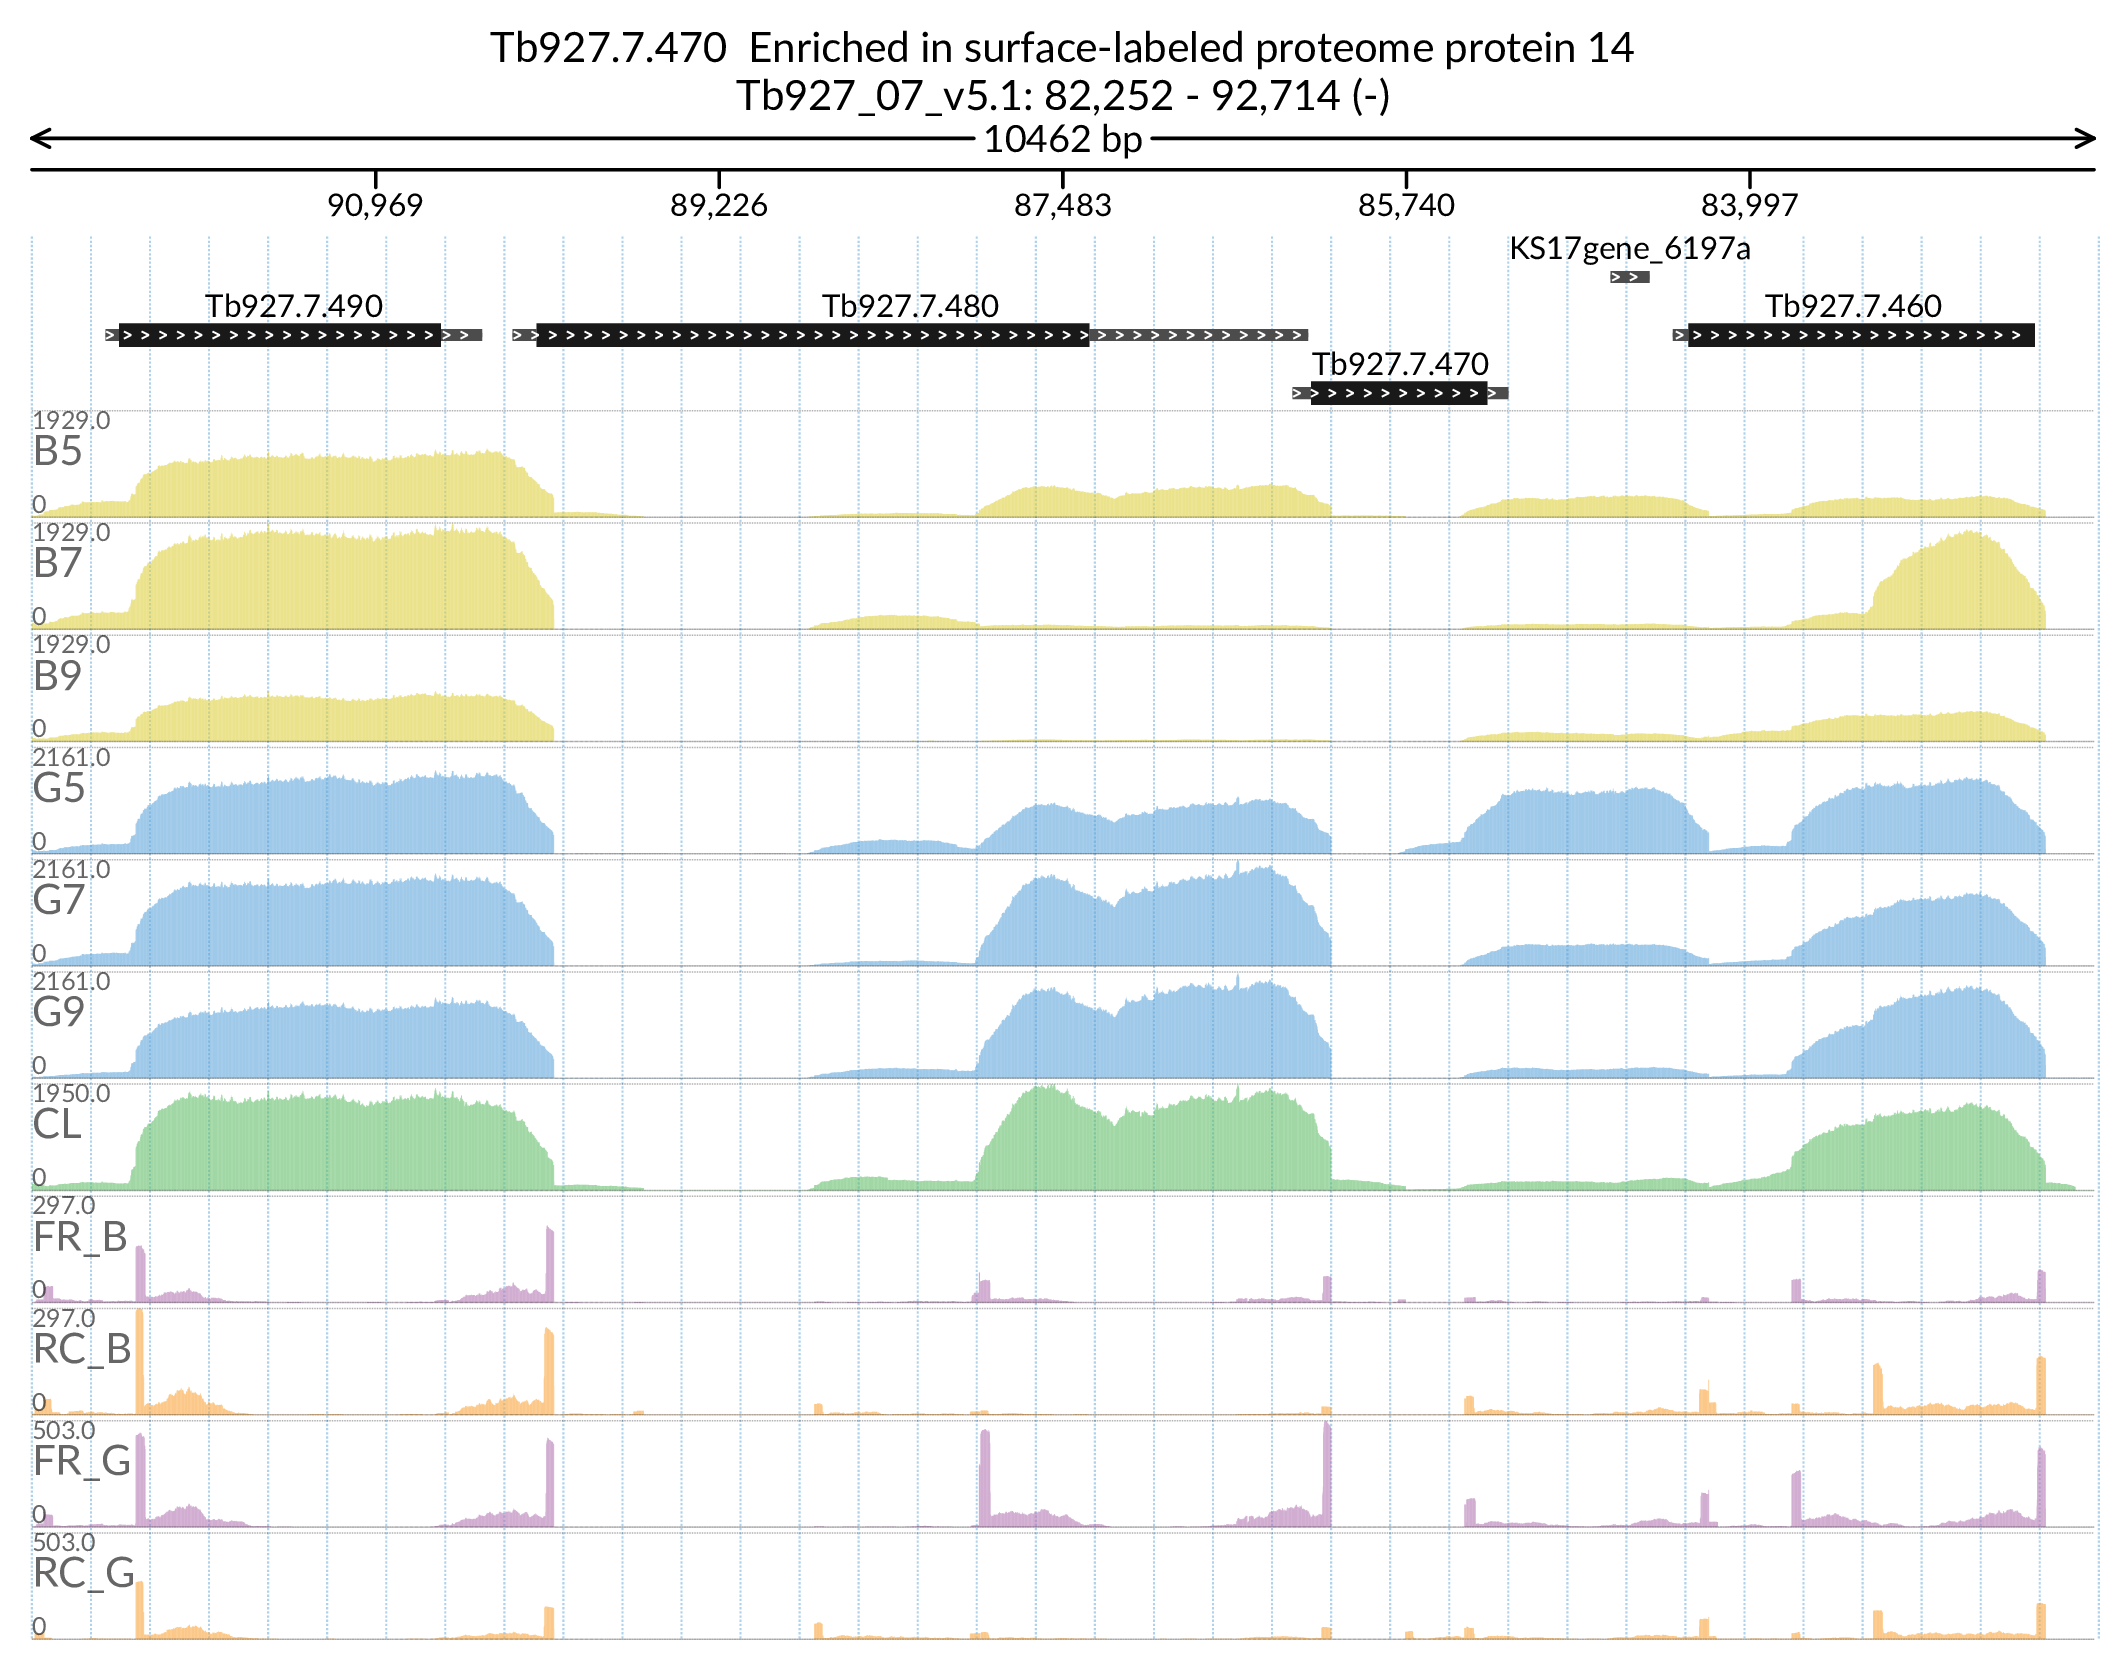 Tb927.7.470  Enriched in surface-labeled proteome protein 14
Tb927_07_v5.1: 82,252 - 92,714 (-)
10462 bp
90,969 89,226 87,483 85,740 83,997
KS17gene_6197a
Tb927.7.490 Tb927.7.480 Tb927.7.460
Tb927.7.470
1929.0
B5
0
1929.0
B7
0
1929.0
B9
0
2161.0
G5
0
2161.0
G7
0
2161.0
G9
0
1950.0
CL
0
297.0
FR_B
0
297.0
RC_B
0
503.0
FR_G
0
503.0
RC_G
0